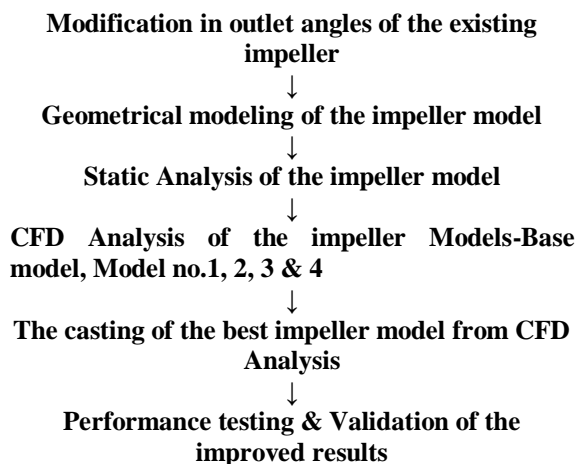 Modification in outlet angles of the existing
impeller
↓
Geometrical modeling of the impeller model
↓
Static Analysis of the impeller model
↓
CFD Analysis of the impeller Models-Base
model, Model no.1, 2, 3 & 4
↓
The casting of the best impeller model from CFD
Analysis
↓
Performance testing & Validation of the
improved results